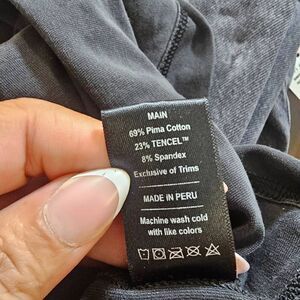 MAIN
69% Pima Cotton
23% TENCEL™
8% Spandex
Exclusive of Trims
MADE IN PERU
Machine wash cold
with like colors